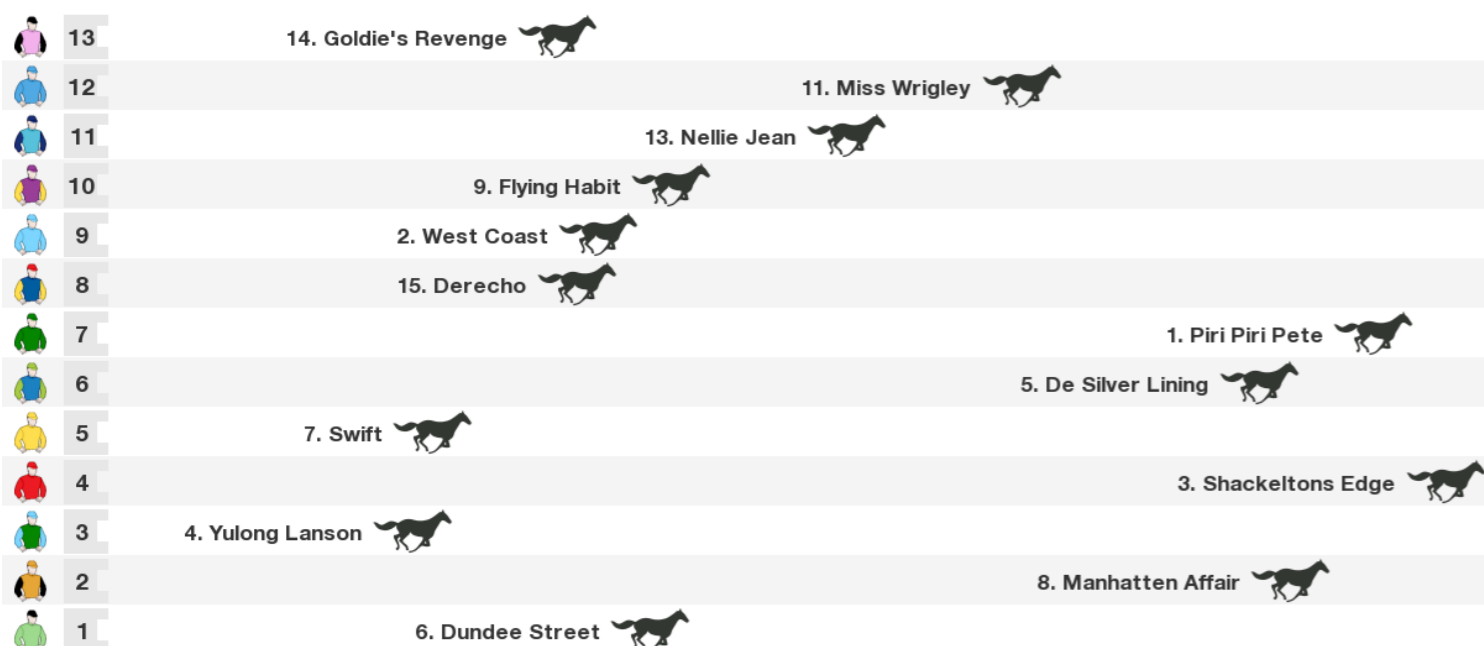 13 14. Goldie's Revenge
12 11. Miss Wrigley
11 13. Nellie Jean
10 9. Flying Habit
9 2. West Coast
8 15. Derecho
7 1. Piri Piri Pete
6 5. De Silver Lining
5 7. Swift
4 3. Shackeltons Edge
3 4. Yulong Lanson
2 8. Manhatten Affair
1 6. Dundee Street